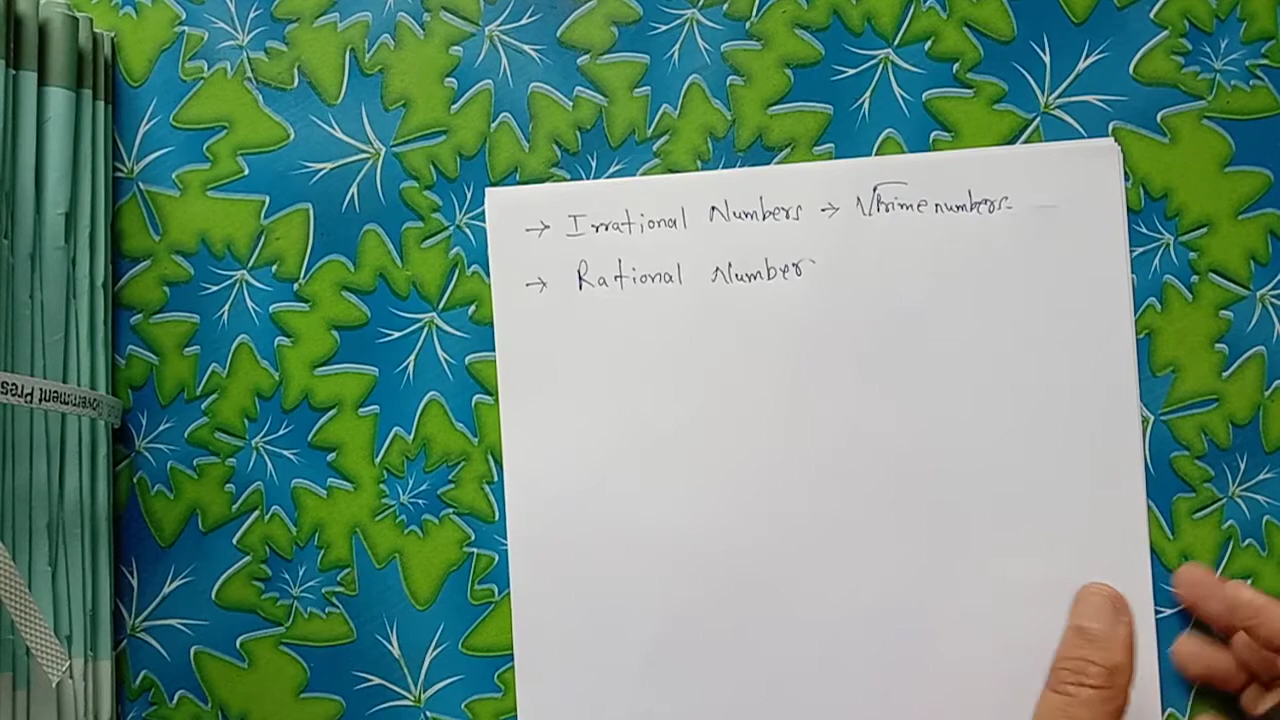 → Irrational Numbers → √Prime numbers.
→ Rational Number
Government Pres